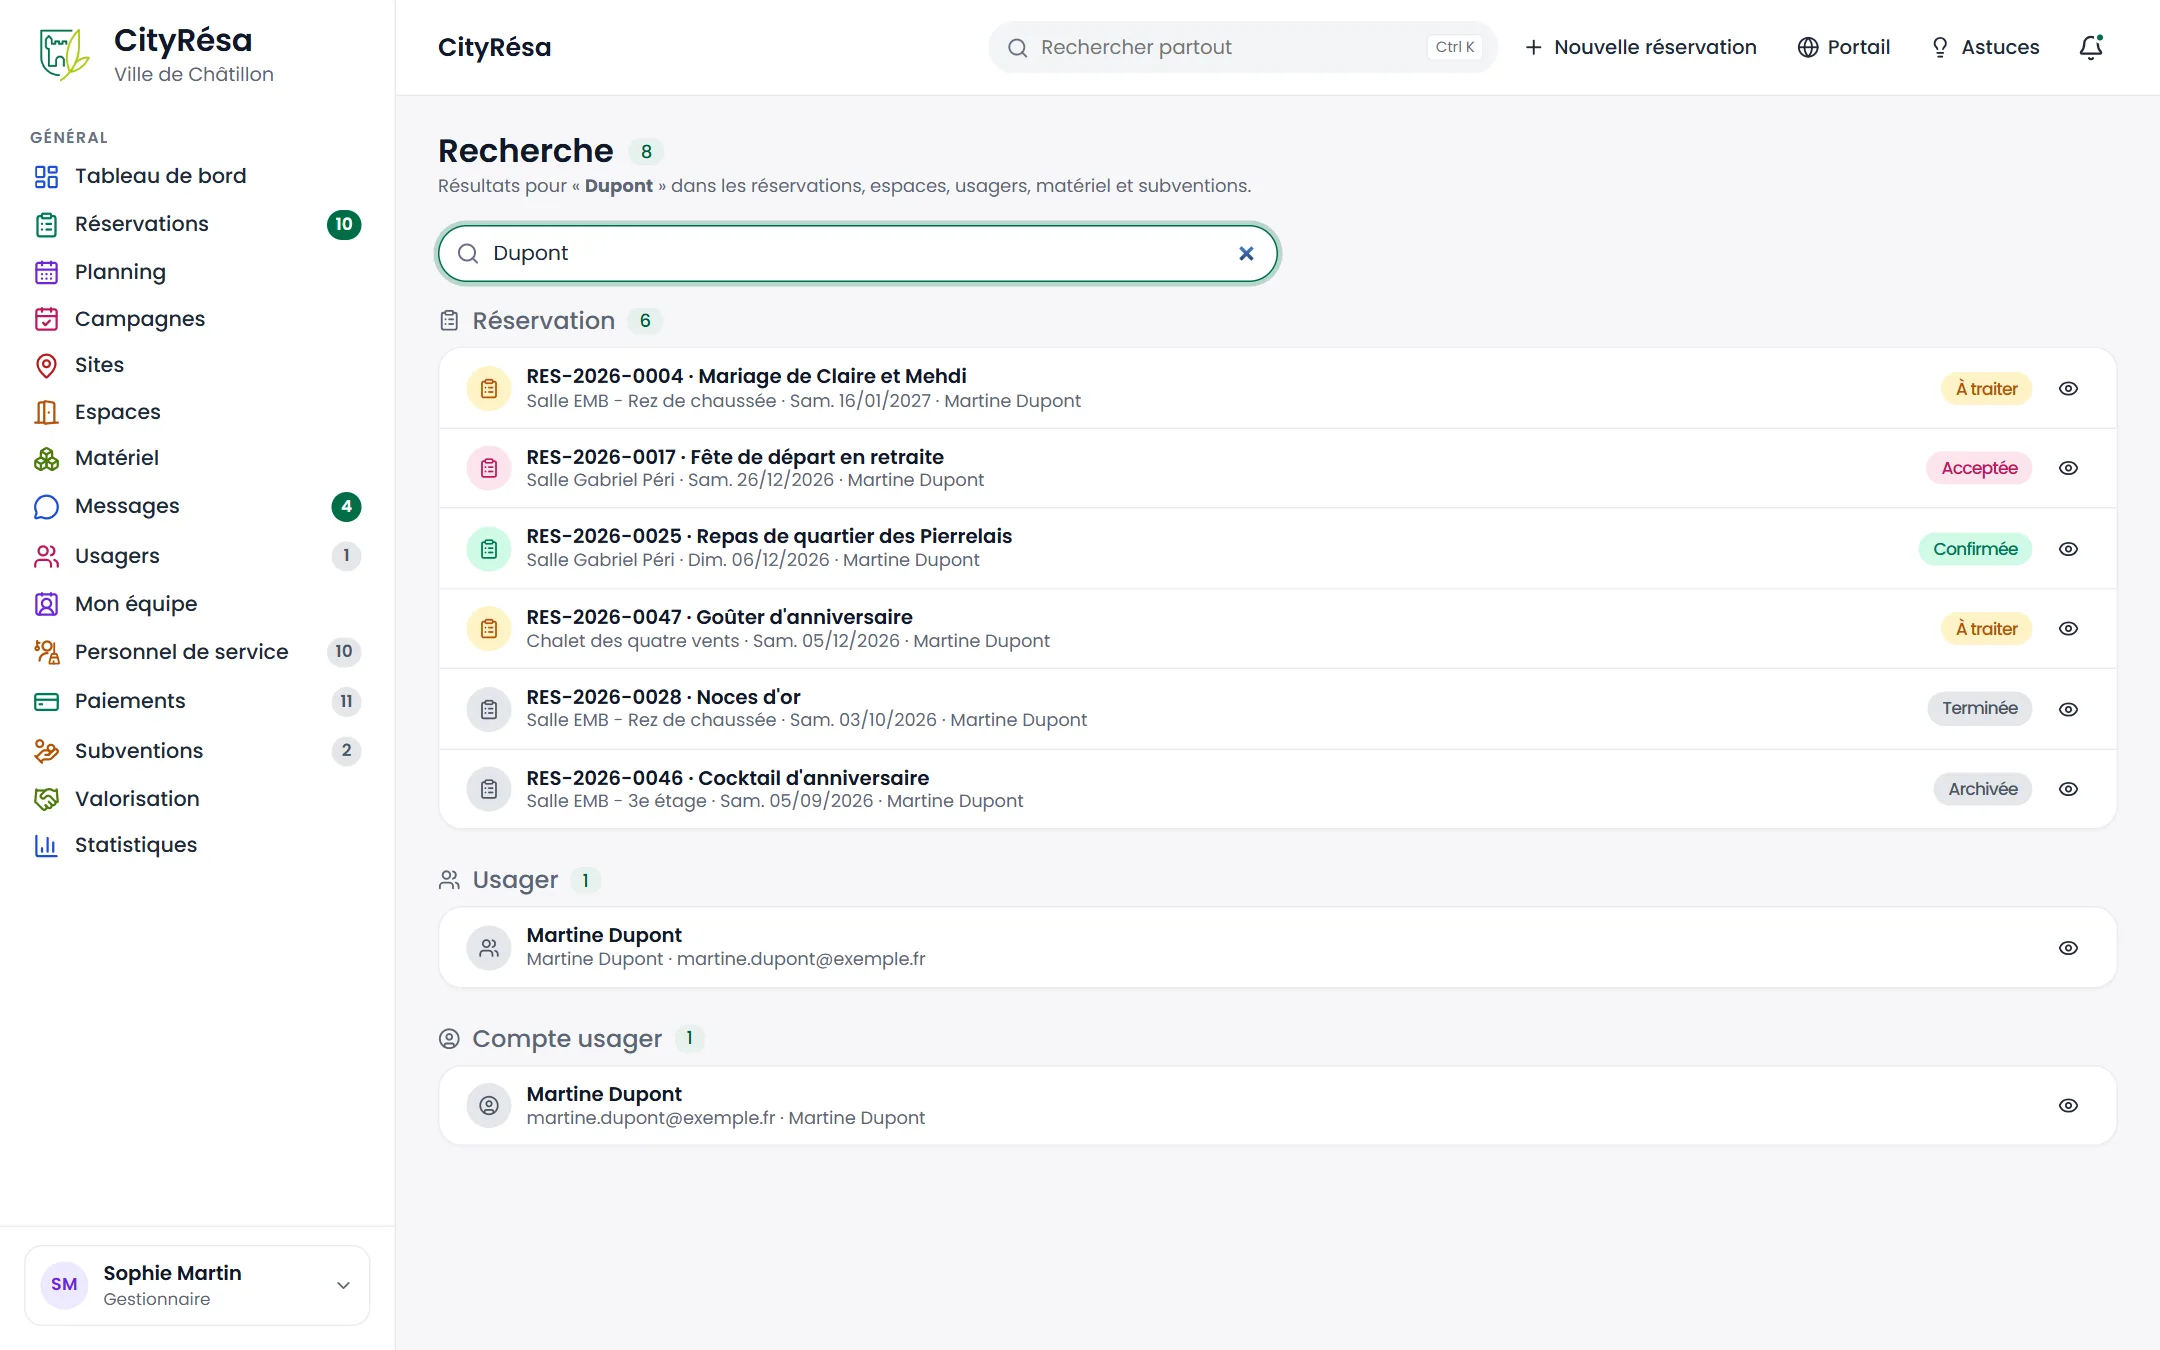 CityRésa
Ville de Châtillon
GÉNÉRAL
Tableau de bord
Réservations 10
Planning
Campagnes
Sites
Espaces
Matériel
Messages 4
Usagers 1
Mon équipe
Personnel de service 10
Paiements 11
Subventions 2
Valorisation
Statistiques
SM
Sophie Martin
Gestionnaire
CityRésa
Rechercher partout Ctrl K
Nouvelle réservation
Portail
Astuces
Recherche 8
Résultats pour « Dupont » dans les réservations, espaces, usagers, matériel et subventions.
Dupont
Réservation 6
RES-2026-0004 · Mariage de Claire et Mehdi
Salle EMB - Rez de chaussée · Sam. 16/01/2027 · Martine Dupont
À traiter
RES-2026-0017 · Fête de départ en retraite
Salle Gabriel Péri · Sam. 26/12/2026 · Martine Dupont
Acceptée
RES-2026-0025 · Repas de quartier des Pierrelais
Salle Gabriel Péri · Dim. 06/12/2026 · Martine Dupont
Confirmée
RES-2026-0047 · Goûter d'anniversaire
Chalet des quatre vents · Sam. 05/12/2026 · Martine Dupont
À traiter
RES-2026-0028 · Noces d'or
Salle EMB - Rez de chaussée · Sam. 03/10/2026 · Martine Dupont
Terminée
RES-2026-0046 · Cocktail d'anniversaire
Salle EMB - 3e étage · Sam. 05/09/2026 · Martine Dupont
Archivée
Usager 1
Martine Dupont
Martine Dupont · martine.dupont@exemple.fr
Compte usager 1
Martine Dupont
martine.dupont@exemple.fr · Martine Dupont